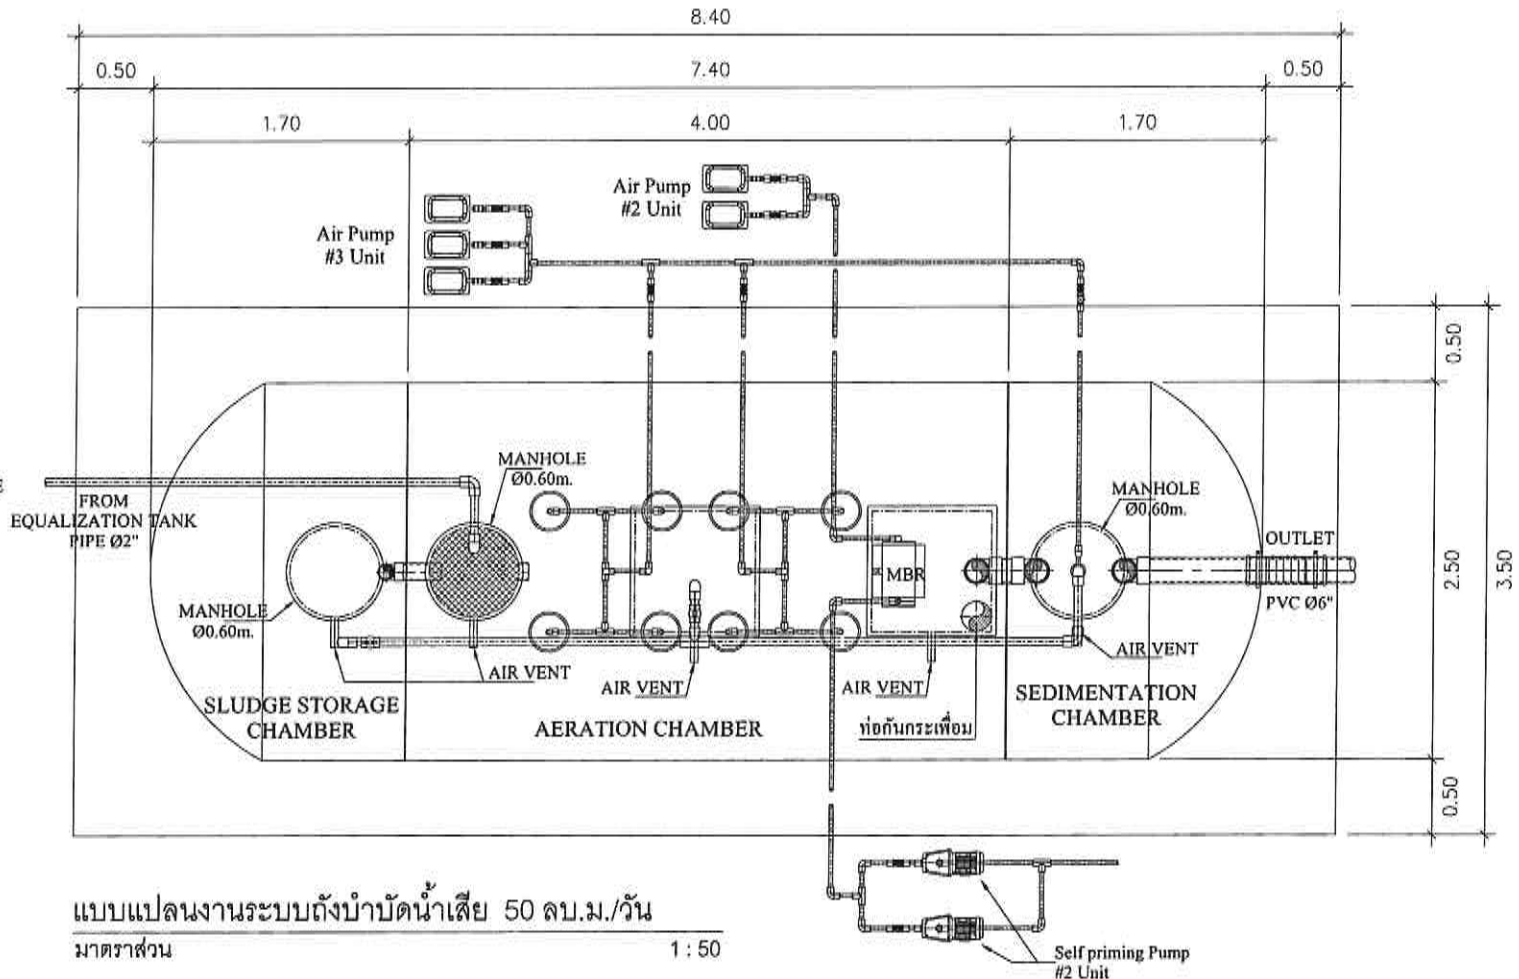 8.40
0.50
7.40
0.50
1.70
4.00
1.70
Air Pump
#2 Unit
Air Pump
#3 Unit
0.50
2.50
3.50
0.50
MANHOLE
Ø0.60m.
MANHOLE
Ø0.60m.
FROM
EQUALIZATION TANK
PIPE Ø2"
OUTLET
MBR
PVC Ø6"
MANHOLE
Ø0.60m.
AIR VENT
AIR VENT
AIR VENT
AIR VENT
SLUDGE STORAGE
CHAMBER
AERATION CHAMBER
ท่อกันกระเพื่อม
SEDIMENTATION
CHAMBER
แบบแปลนงานระบบถังบำบัดน้ำเสีย 50 ลบ.ม./วัน
มาตราส่วน 1 : 50
Self priming Pump
#2 Unit